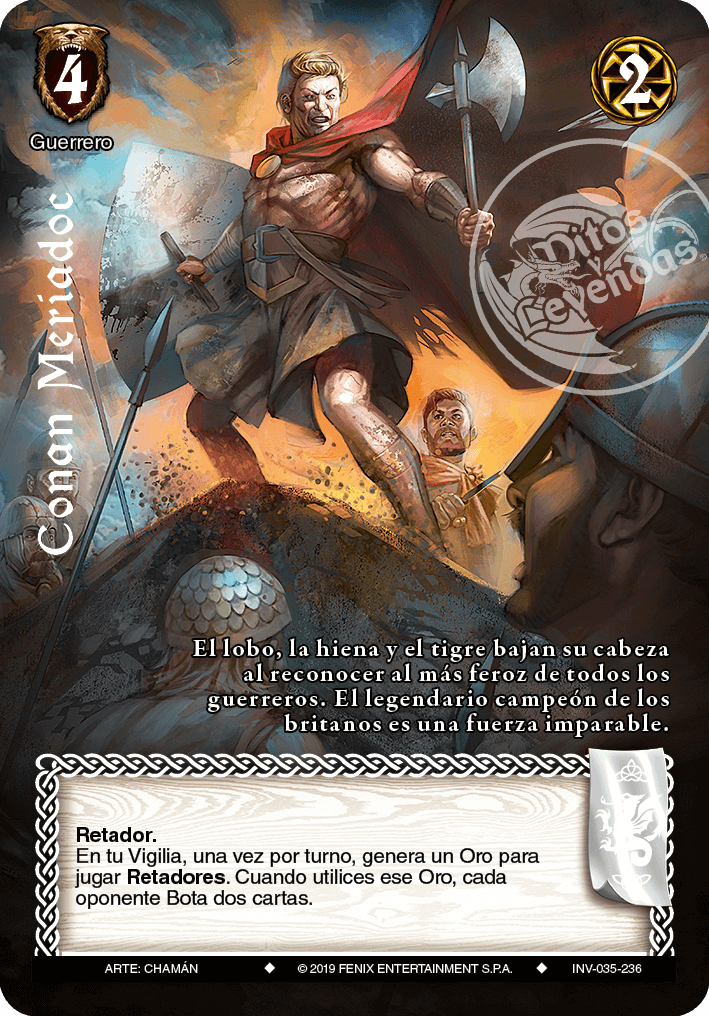 4
2
Guerrero
Conan Meriadoc
Mitos
y
Leyendas
El lobo, la hiena y el tigre bajan su cabeza
al reconocer al más feroz de todos los
guerreros. El legendario campeón de los
britanos es una fuerza imparable.
Retador.
En tu Vigilia, una vez por turno, genera un Oro para
jugar Retadores. Cuando utilices ese Oro, cada
oponente Bota dos cartas.
ARTE: CHAMÁN ◆ © 2019 FENIX ENTERTAINMENT S.P.A. ◆ INV-035-236